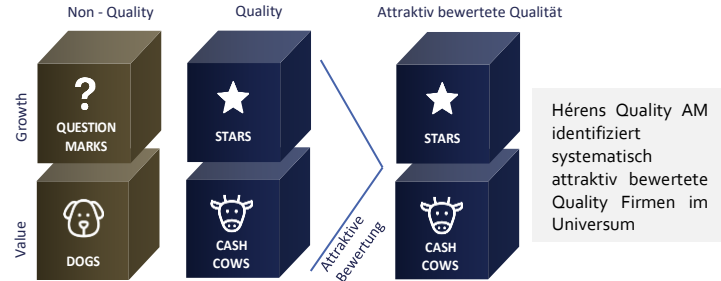 Non - Quality
Quality
Attraktiv bewertete Qualität
Growth
?
QUESTION
MARKS
STARS
STARS
Value
DOGS
CASH
COWS
Attraktive
Bewertung
CASH
COWS
Hérens Quality AM
identifiziert
systematisch
attraktiv bewertete
Quality Firmen im
Universum